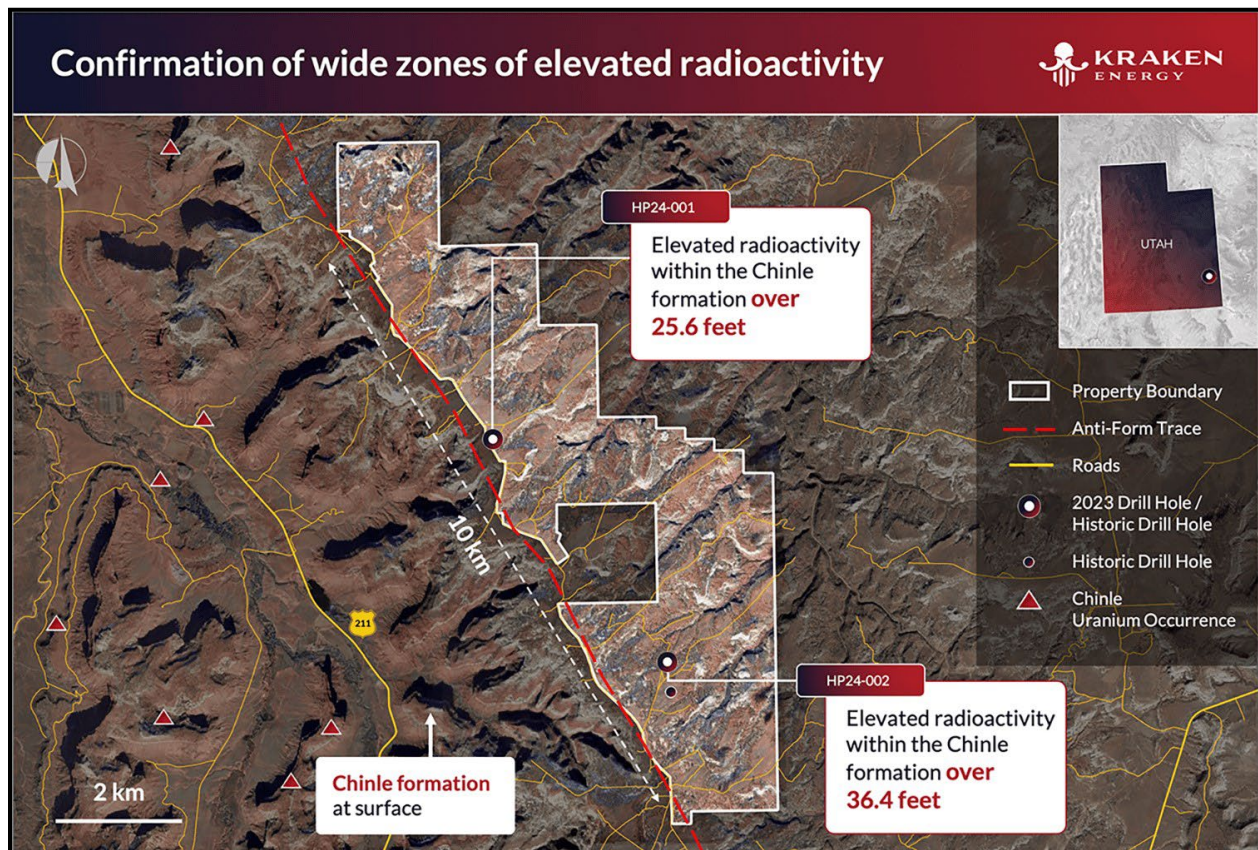 Confirmation of wide zones of elevated radioactivity
KRAKEN
ENERGY
HP24-001
Elevated radioactivity
within the Chinle
formation over
25.6 feet
UTAH
Property Boundary
Anti-Form Trace
Roads
2023 Drill Hole /
Historic Drill Hole
Historic Drill Hole
Chinle
Uranium Occurrence
10 km
211
HP24-002
Elevated radioactivity
within the Chinle
formation over
36.4 feet
Chinle formation
at surface
2 km